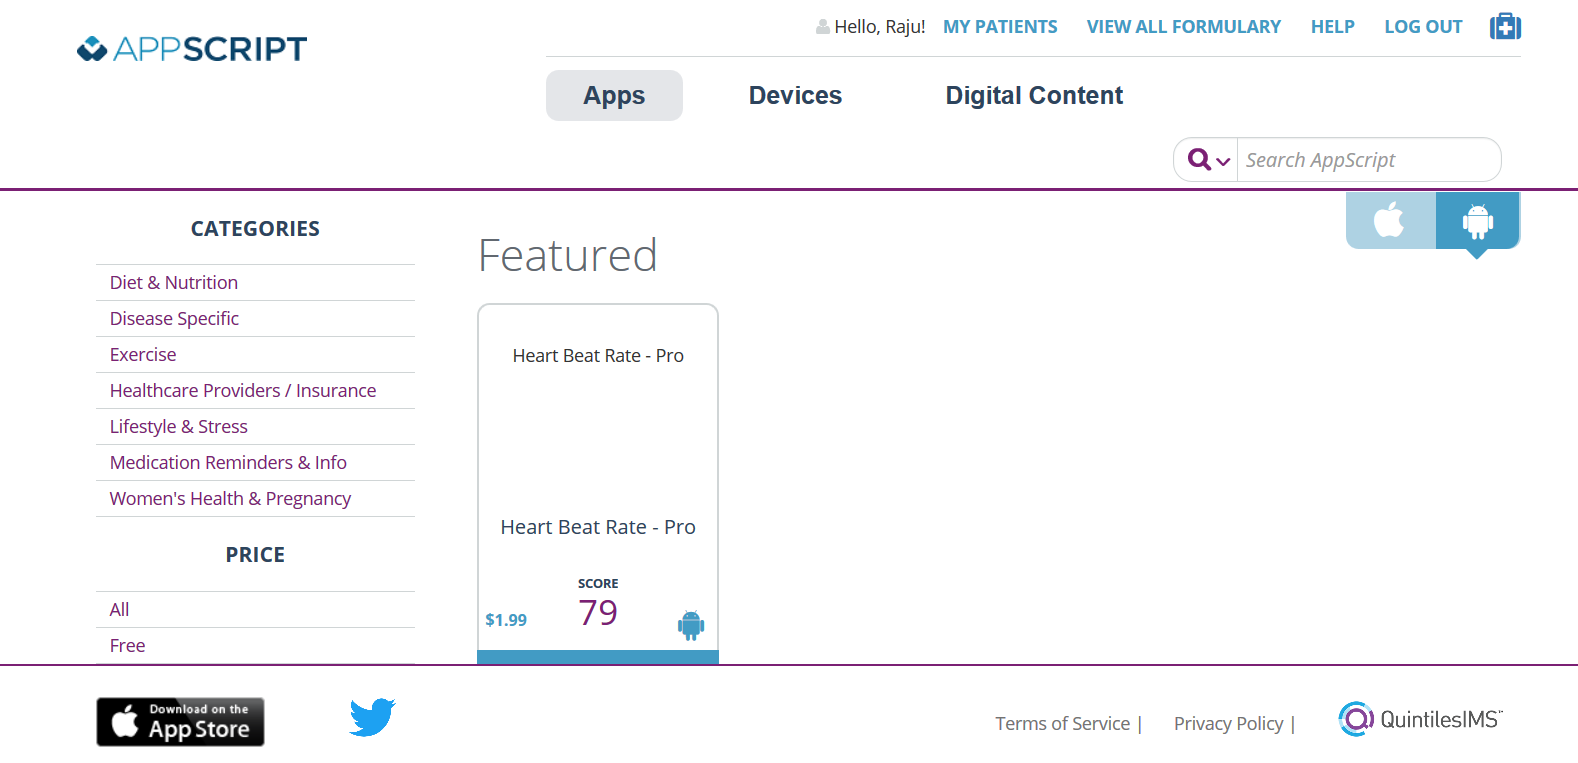 APPSCRIPT
Hello, Raju! MY PATIENTS VIEW ALL FORMULARY HELP LOG OUT
Apps Devices Digital Content
Search AppScript
CATEGORIES
Diet & Nutrition
Disease Specific
Exercise
Healthcare Providers / Insurance
Lifestyle & Stress
Medication Reminders & Info
Women's Health & Pregnancy
PRICE
All
Free
Featured
Heart Beat Rate - Pro
Heart Beat Rate - Pro
SCORE
79
$1.99
Download on the
App Store
Terms of Service |
Privacy Policy |
QuintilesIMS™